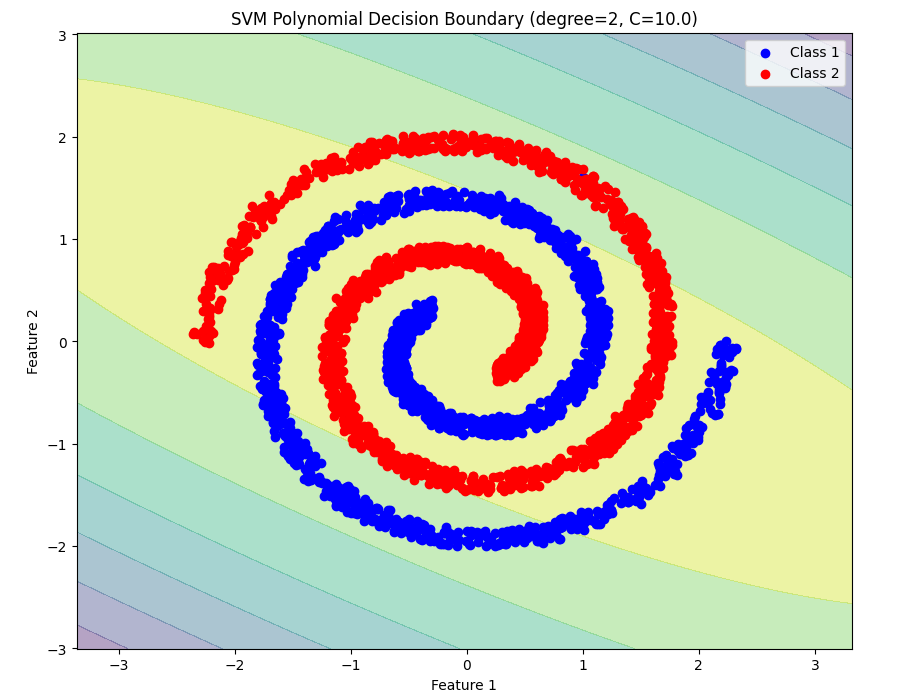 SVM Polynomial Decision Boundary (degree=2, C=10.0)
Class 1
Class 2
3
2
1
0
−1
−2
−3
Feature 2
−3
−2
−1
0
1
2
3
Feature 1